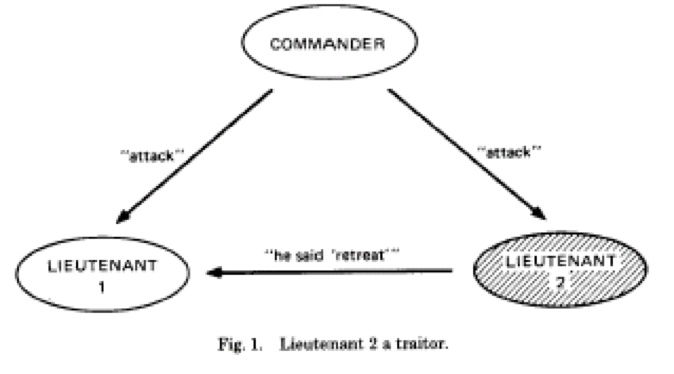 COMMANDER
"attack"
"attack"
"he said 'retreat'"
LIEUTENANT
1
LIEUTENANT
2
Fig. 1. Lieutenant 2 a traitor.